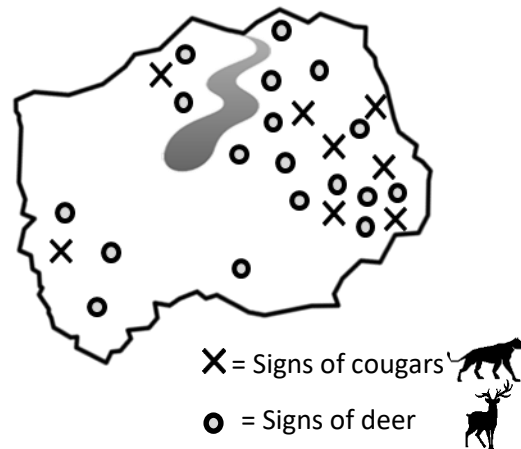 X = Signs of cougars
O = Signs of deer